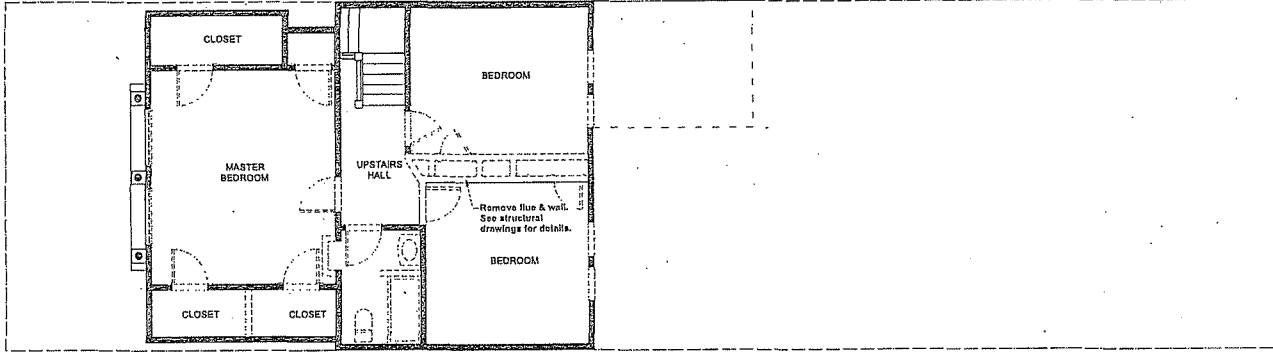 CLOSET
BEDROOM
MASTER
BEDROOM
UPSTAIRS
HALL
Remove flue & wall.
See structural
drawings for details.
BEDROOM
CLOSET
CLOSET